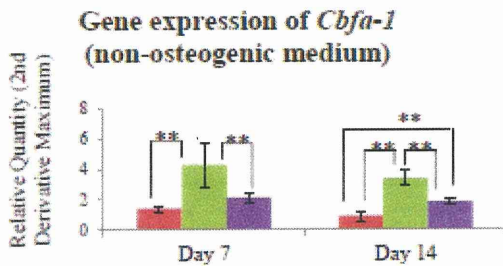 Gene expression of Cbfa-1
(non-osteogenic medium)
Relative Quantity (2nd
Derivative Maximum)
8
6
4
2
0
**
**
**
**
**
Day 7
Day 14